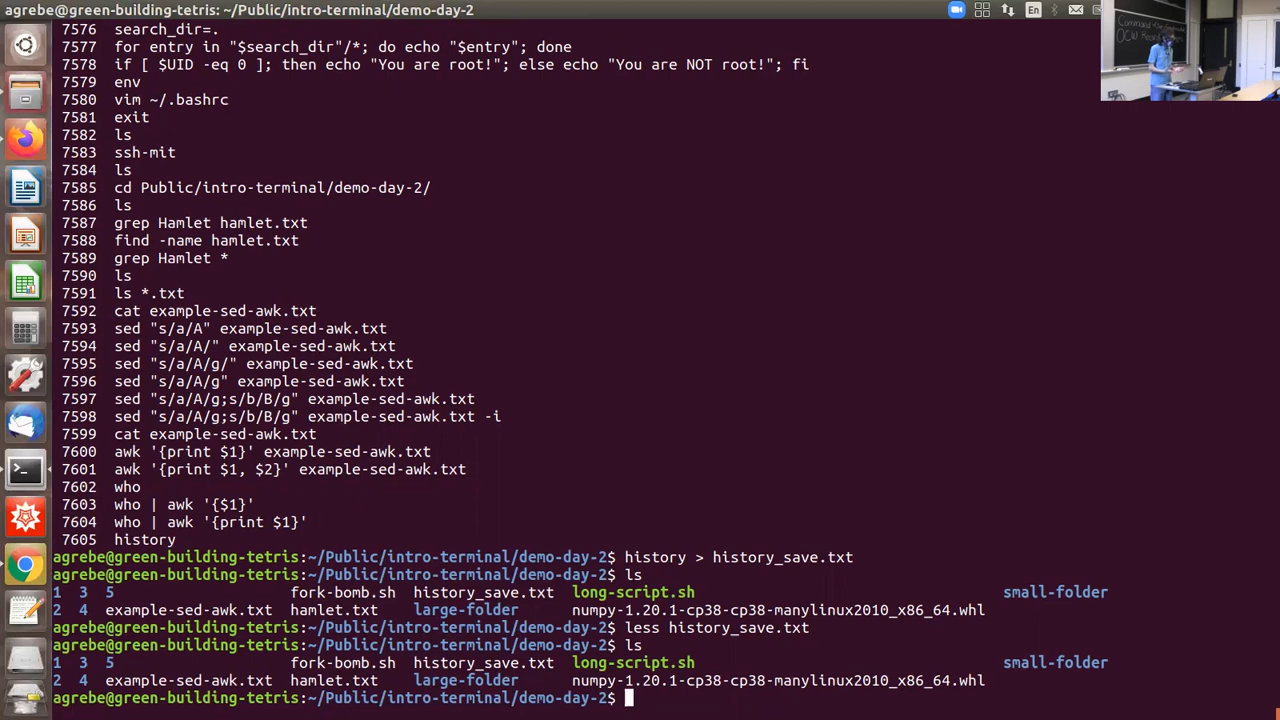 agrebe@green-building-tetris: ~/Public/intro-terminal/demo-day-2
En
7576 search_dir=.
7577 for entry in "$search_dir"/*; do echo "$entry"; done
7578 if [ $UID -eq 0 ]; then echo "You are root!"; else echo "You are NOT root!"; fi
7579 env
7580 vim ~/.bashrc
7581 exit
7582 ls
7583 ssh-mit
7584 ls
7585 cd Public/intro-terminal/demo-day-2/
7586 ls
7587 grep Hamlet hamlet.txt
7588 find -name hamlet.txt
7589 grep Hamlet *
7590 ls
7591 ls *.txt
7592 cat example-sed-awk.txt
7593 sed "s/a/A" example-sed-awk.txt
7594 sed "s/a/A/" example-sed-awk.txt
7595 sed "s/a/A/g/" example-sed-awk.txt
7596 sed "s/a/A/g" example-sed-awk.txt
7597 sed "s/a/A/g;s/b/B/g" example-sed-awk.txt
7598 sed "s/a/A/g;s/b/B/g" example-sed-awk.txt -i
7599 cat example-sed-awk.txt
7600 awk '{print $1}' example-sed-awk.txt
7601 awk '{print $1, $2}' example-sed-awk.txt
7602 who
7603 who | awk '{$1}'
7604 who | awk '{print $1}'
7605 history
agrebe@green-building-tetris:~/Public/intro-terminal/demo-day-2$ history > history_save.txt
agrebe@green-building-tetris:~/Public/intro-terminal/demo-day-2$ ls
1 3 5 fork-bomb.sh history_save.txt long-script.sh small-folder
2 4 example-sed-awk.txt hamlet.txt large-folder numpy-1.20.1-cp38-cp38-manylinux2010_x86_64.whl
agrebe@green-building-tetris:~/Public/intro-terminal/demo-day-2$ less history_save.txt
agrebe@green-building-tetris:~/Public/intro-terminal/demo-day-2$ ls
1 3 5 fork-bomb.sh history_save.txt long-script.sh small-folder
2 4 example-sed-awk.txt hamlet.txt large-folder numpy-1.20.1-cp38-cp38-manylinux2010_x86_64.whl
agrebe@green-building-tetris:~/Public/intro-terminal/demo-day-2$